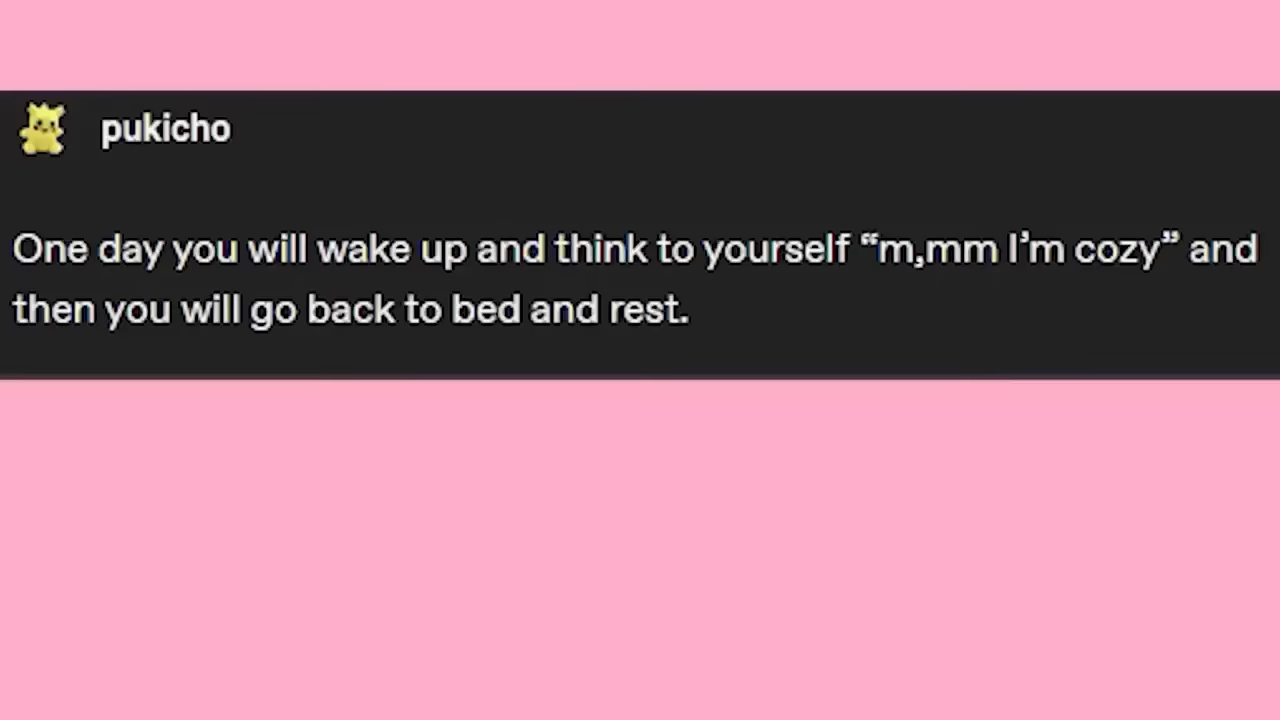 pukicho
One day you will wake up and think to yourself “m,mm I’m cozy” and
then you will go back to bed and rest.